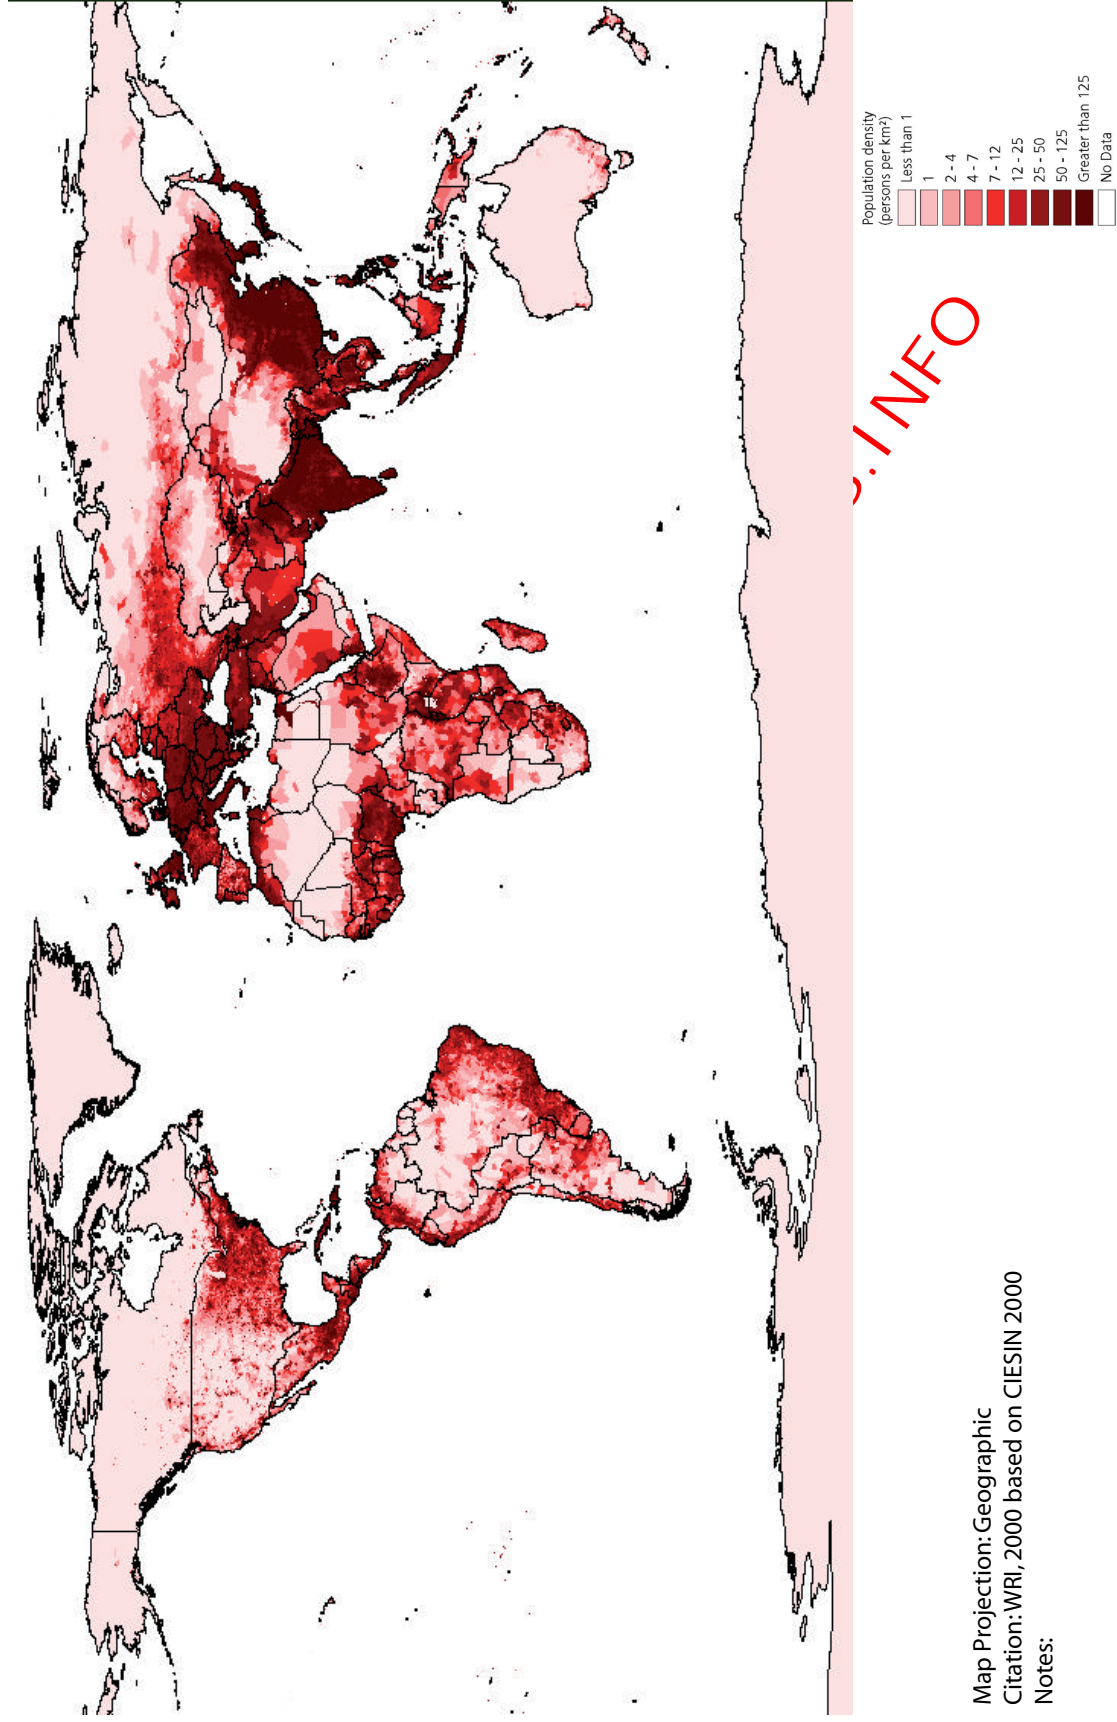 Population density
(persons per km²)
Less than 1
1
2 - 4
4 - 7
7 - 12
12 - 25
25 - 50
50 - 125
Greater than 125
No Data
.INFO
Map Projection: Geographic
Citation: WRI, 2000 based on CIESIN 2000
Notes: